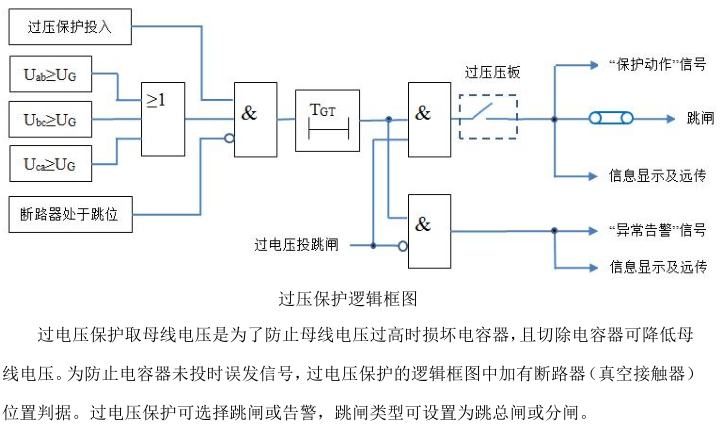 过压保护投入
Uab≥UG
Ubc≥UG
Uca≥UG
断路器处于跳位
≥1
&
TGT
&
过压压板
“保护动作”信号
跳闸
信息显示及远传
过电压投跳闸
&
“异常告警”信号
信息显示及远传
过压保护逻辑框图
过电压保护取母线电压是为了防止母线电压过高时损坏电容器，且切除电容器可降低母
线电压。为防止电容器未投时误发信号，过电压保护的逻辑框图中加有断路器（真空接触器）
位置判据。过电压保护可选择跳闸或告警，跳闸类型可设置为跳总闸或分闸。